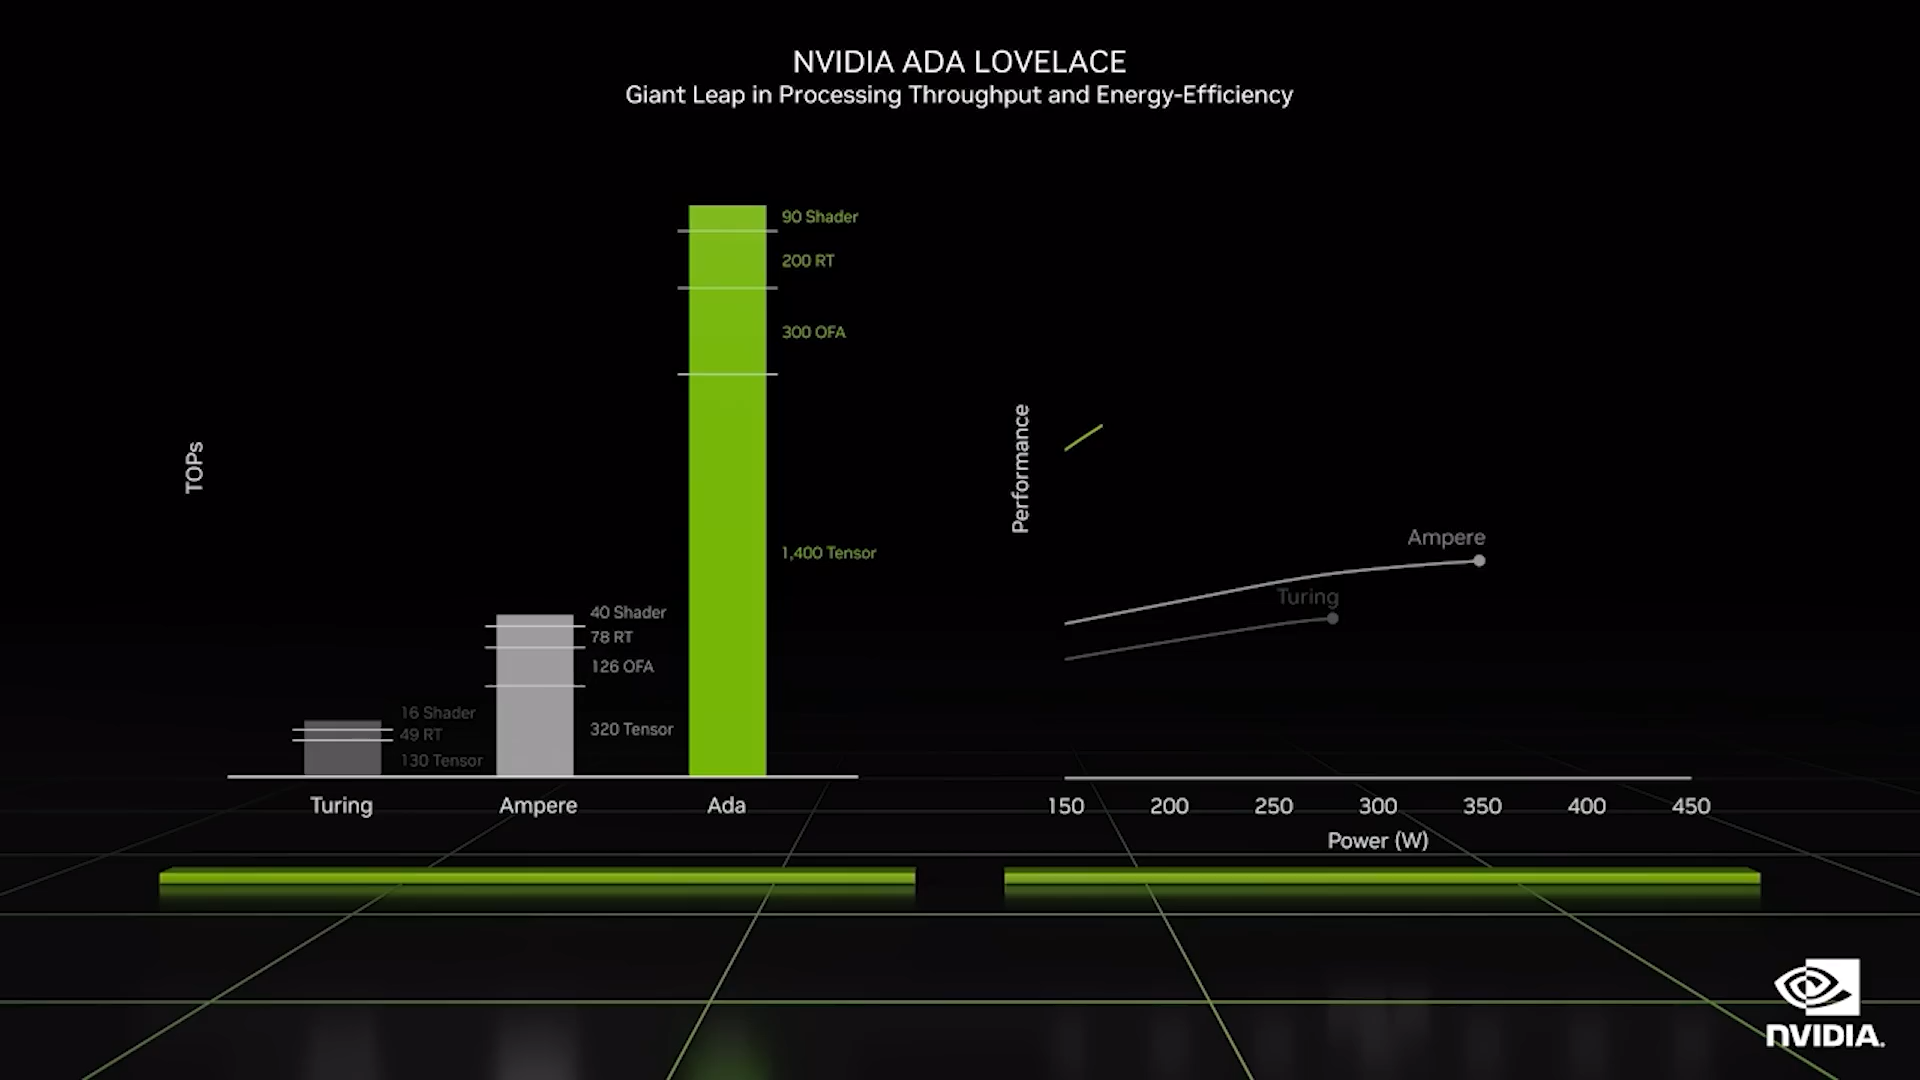 NVIDIA ADA LOVELACE
Giant Leap in Processing Throughput and Energy-Efficiency
TOPs
90 Shader
200 RT
300 OFA
1,400 Tensor
40 Shader
78 RT
126 OFA
320 Tensor
16 Shader
49 RT
130 Tensor
Turing Ampere Ada
Performance
Ampere
Turing
150 200 250 300 350 400 450
Power (W)
NVIDIA.